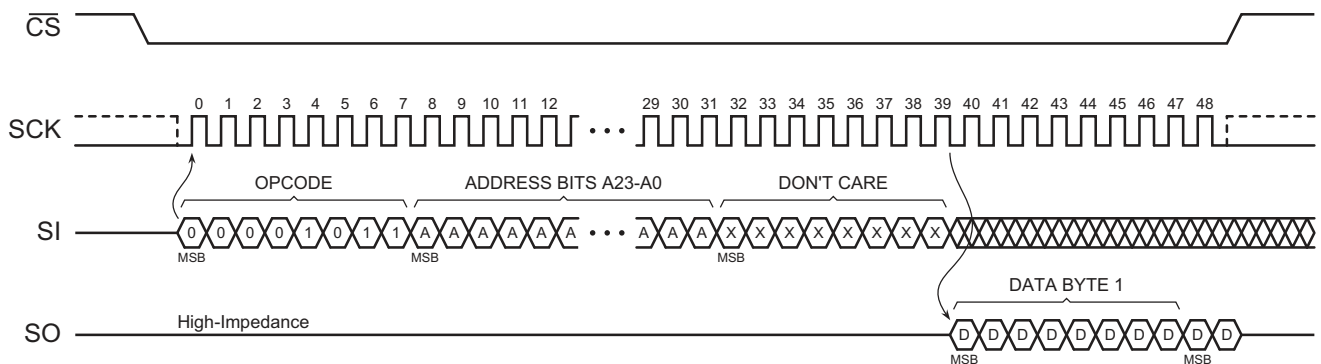 CS
SCK
0 1 2 3 4 5 6 7 8 9 10 11 12 29 30 31 32 33 34 35 36 37 38 39 40 41 42 43 44 45 46 47 48
OPCODE ADDRESS BITS A23-A0 DON'T CARE
SI
0 0 0 0 1 0 1 1 A A A A A A A A A X X X X X X X X
MSB MSB MSB
DATA BYTE 1
SO
High-Impedance
D D D D D D D D D D
MSB MSB